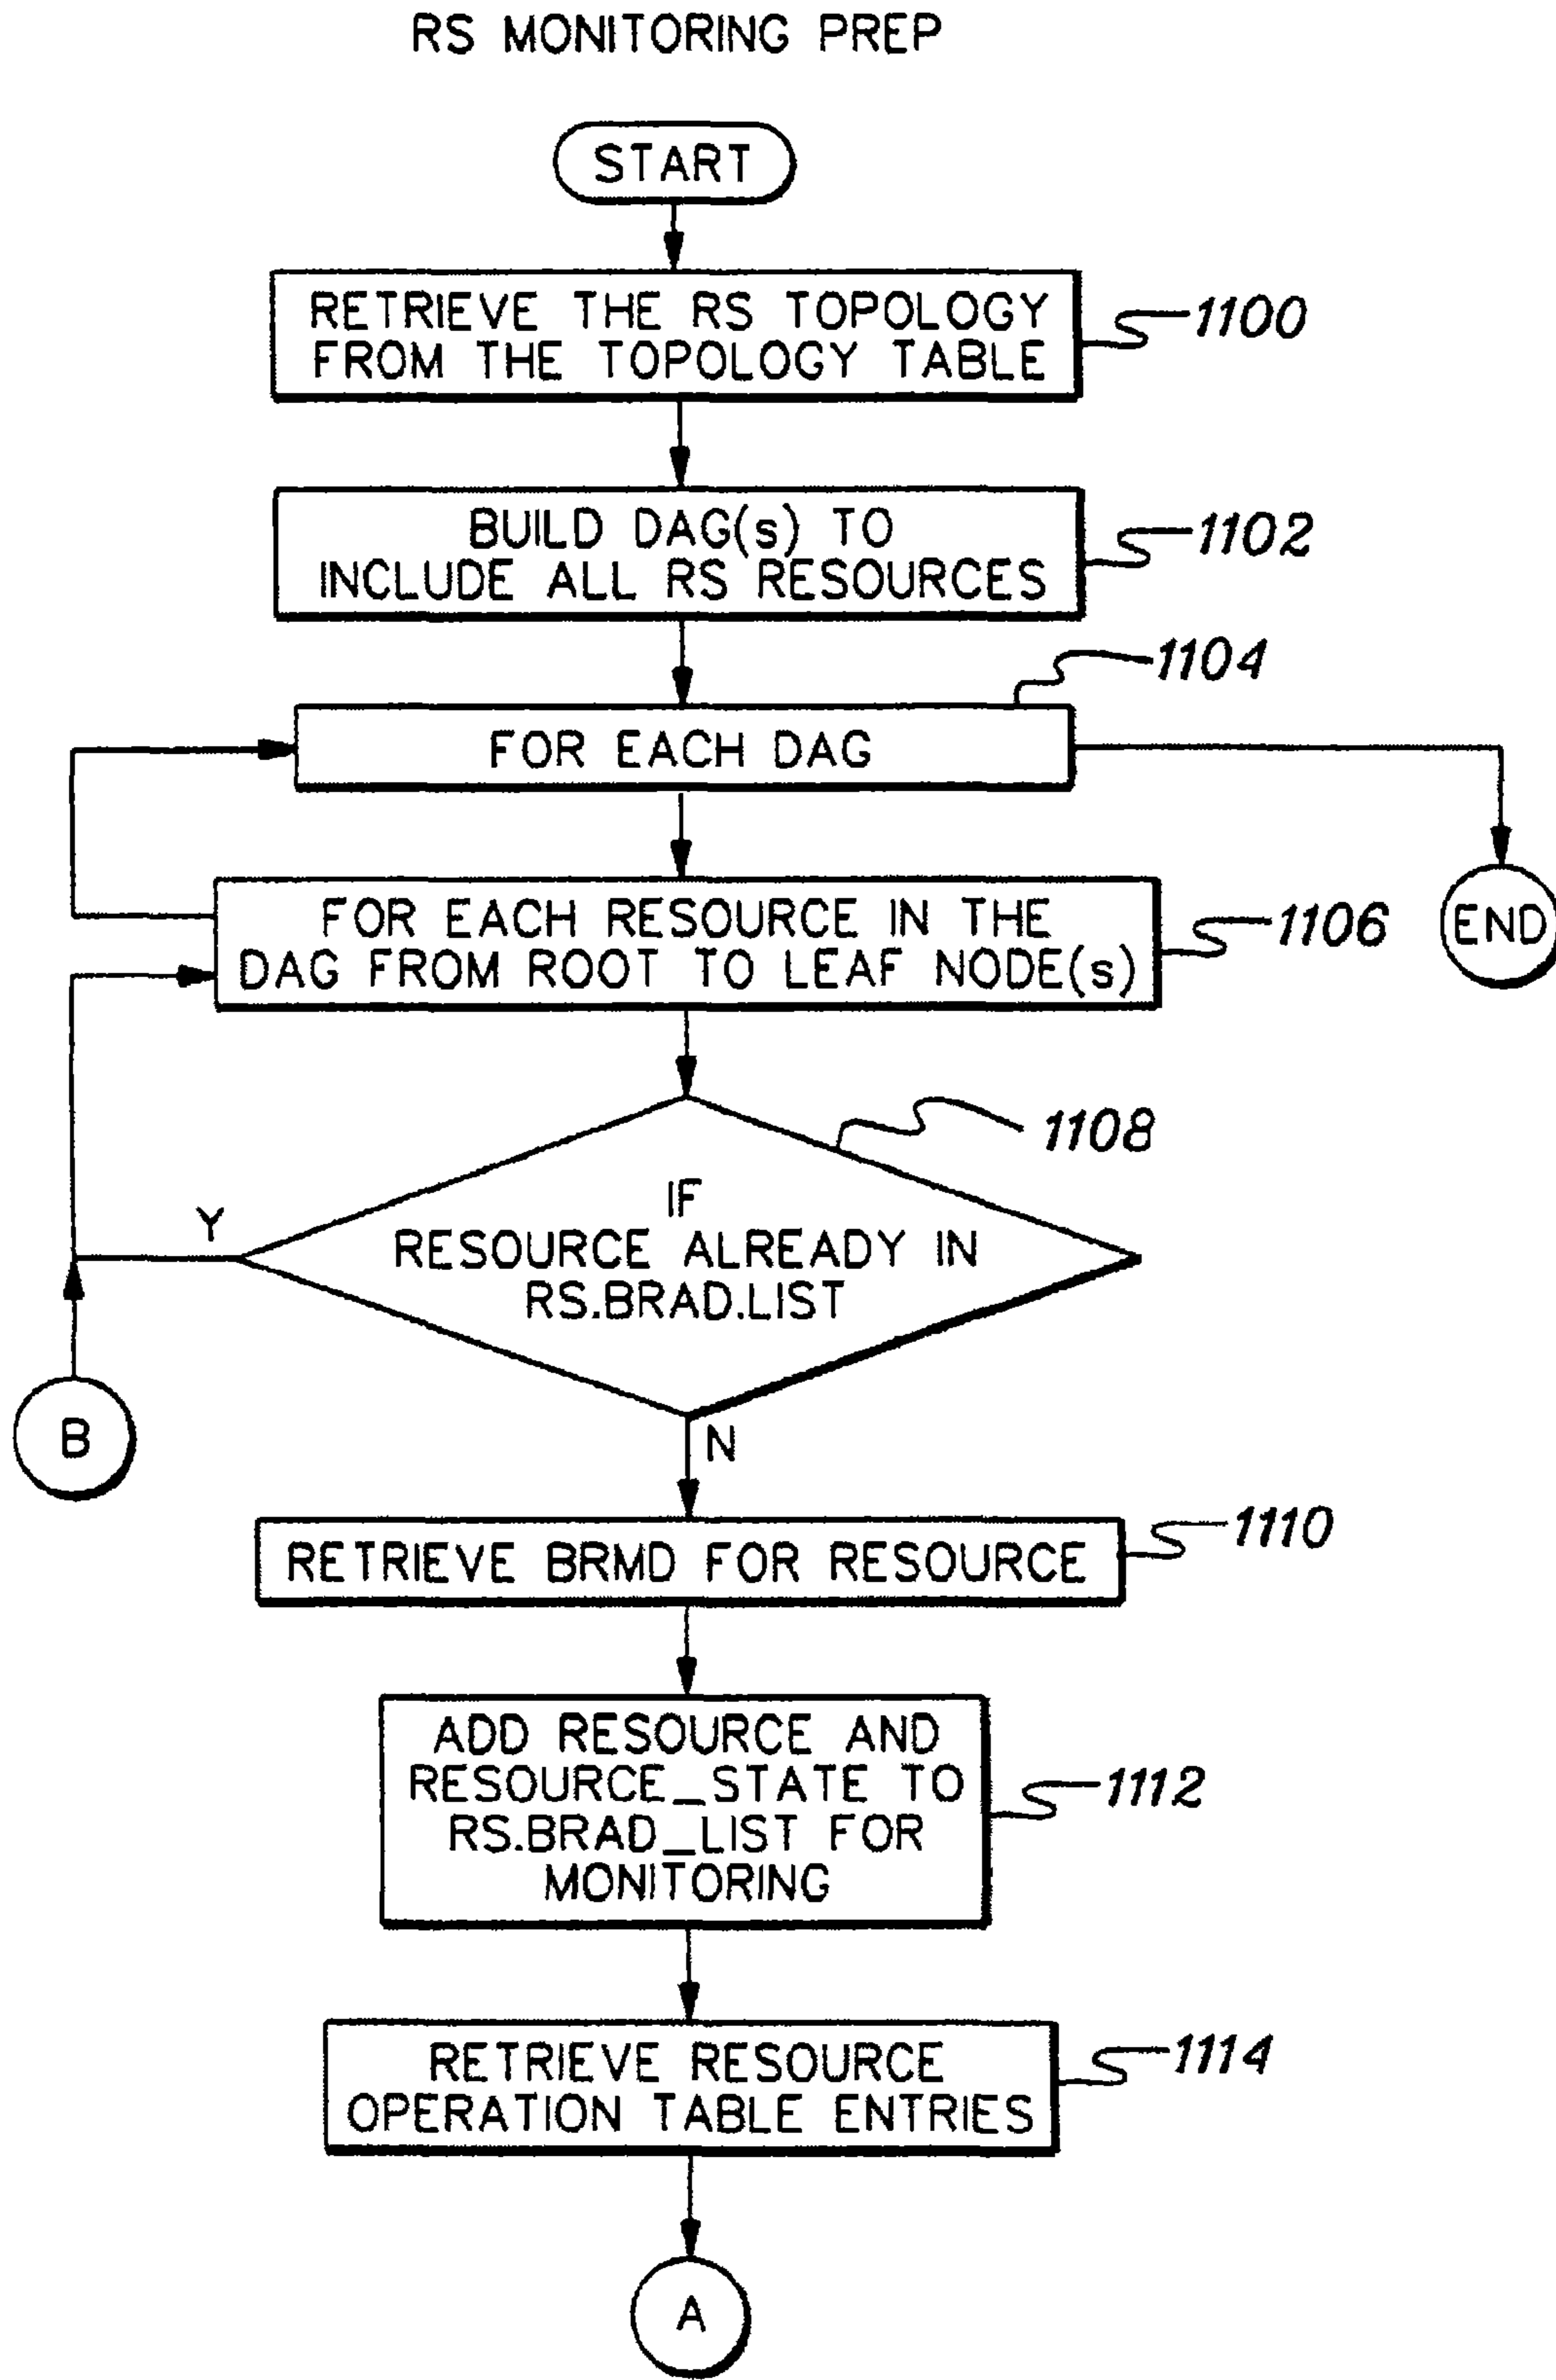 RS MONITORING PREP
START
RETRIEVE THE RS TOPOLOGY
FROM THE TOPOLOGY TABLE
1100
BUILD DAG(s) TO
INCLUDE ALL RS RESOURCES
1102
1104
FOR EACH DAG
FOR EACH RESOURCE IN THE
DAG FROM ROOT TO LEAF NODE(s)
1106
END
1108
IF
RESOURCE ALREADY IN
RS.BRAD.LIST
Y
B
N
RETRIEVE BRMD FOR RESOURCE
1110
ADD RESOURCE AND
RESOURCE_STATE TO
RS.BRAD_LIST FOR
MONITORING
1112
RETRIEVE RESOURCE
OPERATION TABLE ENTRIES
1114
A